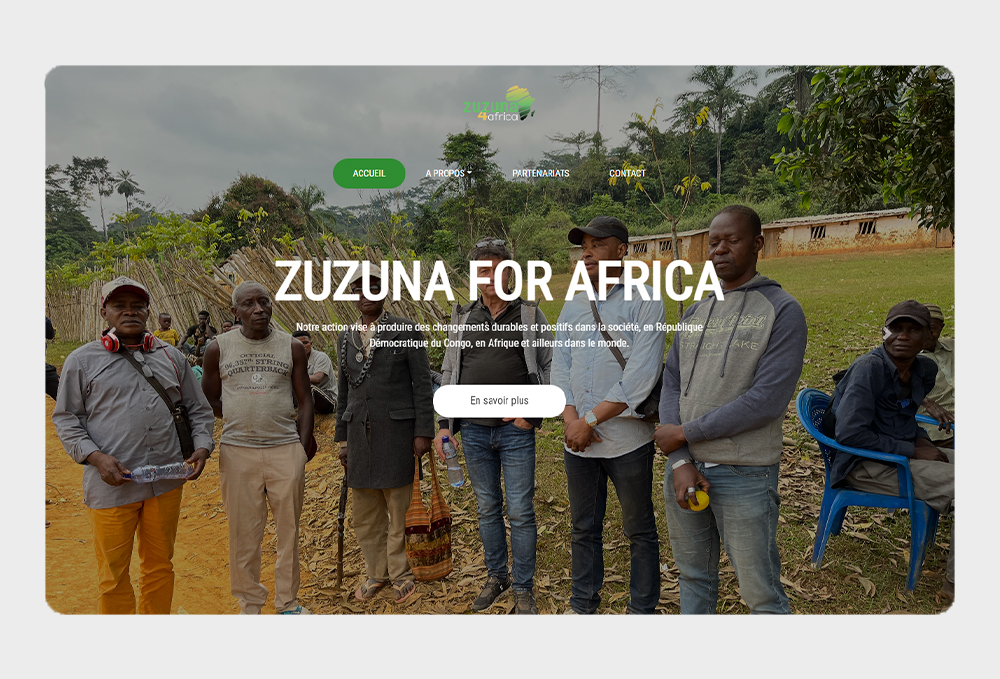 ZUZUNA
4africa
ACCUEIL
A PROPOS
PARTENARIATS
CONTACT
ZUZUNA FOR AFRICA
Notre action vise à produire des changements durables et positifs dans la société, en République
Démocratique du Congo, en Afrique et ailleurs dans le monde.
En savoir plus
OFFICIAL
QUARTERBACK